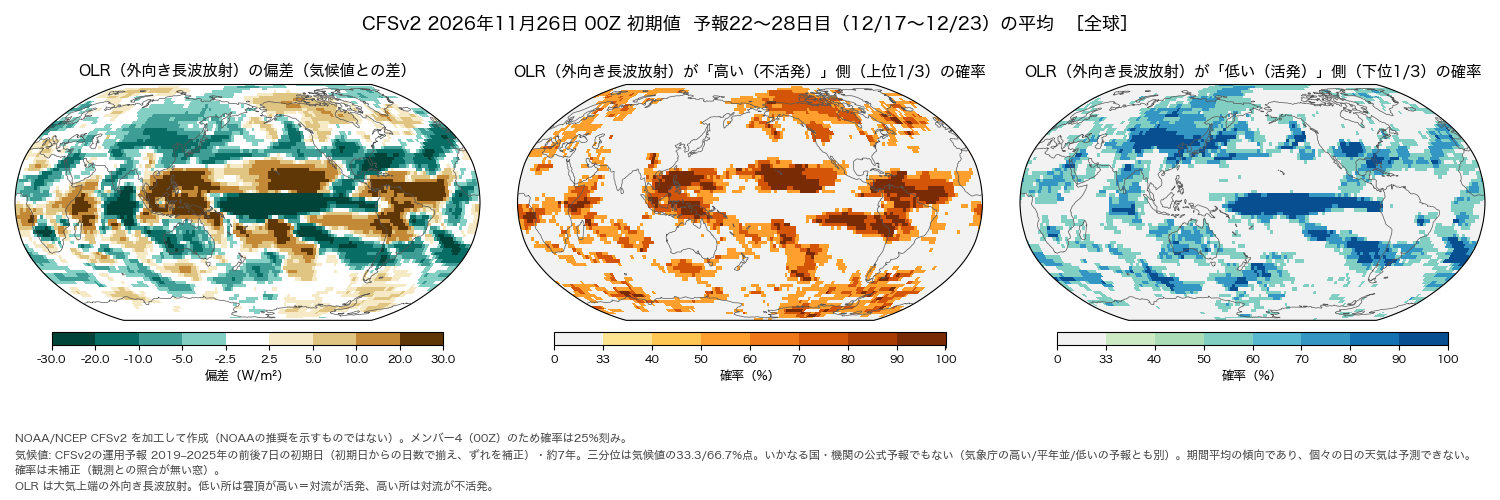 CFSv2 2026年11月26日 00Z 初期値 予報22～28日目（12/17～12/23）の平均 ［全球］
OLR（外向き長波放射）の偏差（気候値との差）
OLR（外向き長波放射）が「高い（不活発）」側（上位1/3）の確率
OLR（外向き長波放射）が「低い（活発）」側（下位1/3）の確率
-30.0 -20.0 -10.0 -5.0 -2.5 2.5 5.0 10.0 20.0 30.0
偏差（W/m²）
0 33 40 50 60 70 80 90 100
確率（%）
0 33 40 50 60 70 80 90 100
確率（%）
NOAA/NCEP CFSv2 を加工して作成（NOAAの推奨を示すものではない）。メンバー4（00Z）のため確率は25%刻み。
気候値: CFSv2の運用予報 2019–2025年の前後7日の初期日（初期日からの日数で揃え、ずれを補正）・約7年。三分位は気候値の33.3/66.7%点。いかなる国・機関の公式予報でもない（気象庁の高い/平年並/低いの予報とも別）。期間平均の傾向であり、個々の日の天気は予測できない。
確率は未補正（観測との照合が無い窓）。
OLR は大気上端の外向き長波放射。低い所は雲頂が高い＝対流が活発、高い所は対流が不活発。